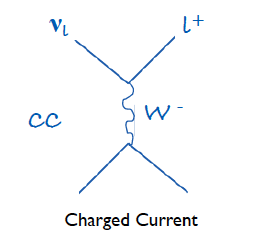 νₗ l⁺
CC W⁻
Charged Current